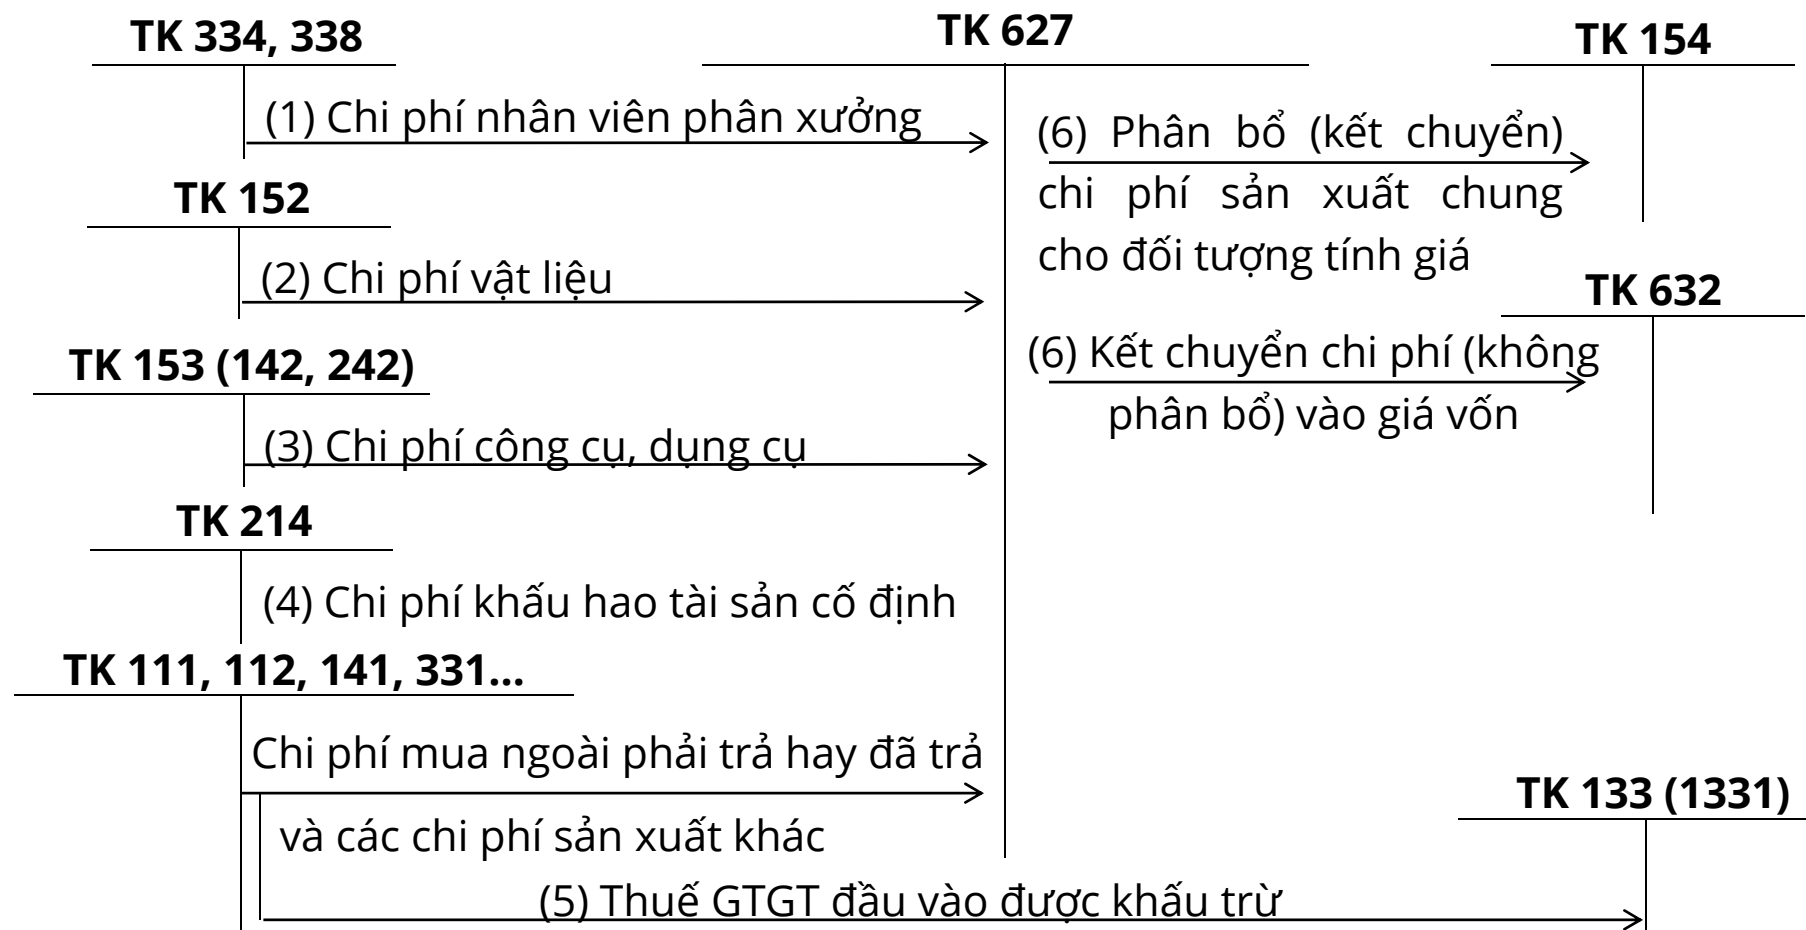 TK 334, 338
TK 627
TK 154
(1) Chi phí nhân viên phân xưởng
(6) Phân bổ (kết chuyển)
chi phí sản xuất chung
cho đối tượng tính giá
TK 152
(2) Chi phí vật liệu
TK 632
(6) Kết chuyển chi phí (không
phân bổ) vào giá vốn
TK 153 (142, 242)
(3) Chi phí công cụ, dụng cụ
TK 214
(4) Chi phí khấu hao tài sản cố định
TK 111, 112, 141, 331...
Chi phí mua ngoài phải trả hay đã trả
và các chi phí sản xuất khác
TK 133 (1331)
(5) Thuế GTGT đầu vào được khấu trừ